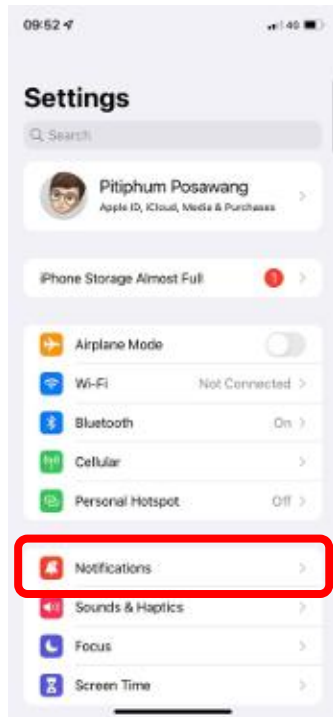 09:52
4G
Settings
Search
Pitiphum Posawang
Apple ID, iCloud, Media & Purchases
iPhone Storage Almost Full 1
Airplane Mode
Wi-Fi Not Connected
Bluetooth On
Cellular
Personal Hotspot Off
Notifications
Sounds & Haptics
Focus
Screen Time